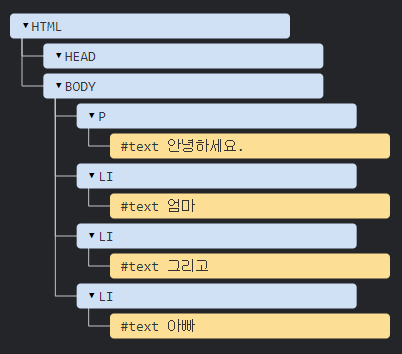 ▼HTML
▼HEAD
▼BODY
▼P
#text 안녕하세요.
▼LI
#text 엄마
▼LI
#text 그리고
▼LI
#text 아빠